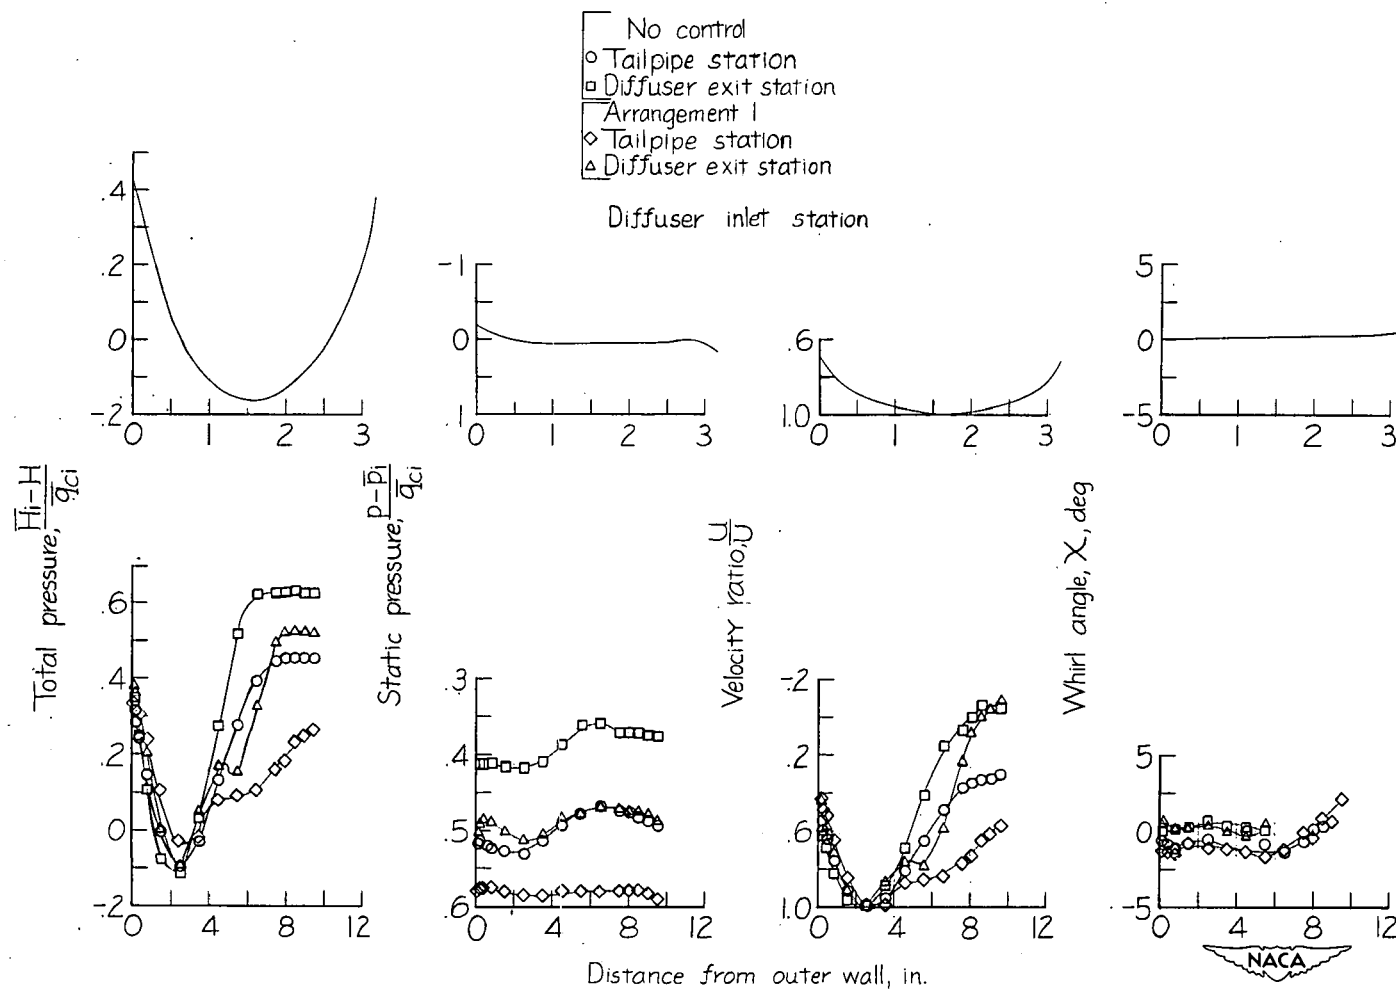 No control
Tailpipe station
Diffuser exit station
Arrangement 1
Tailpipe station
Diffuser exit station
Diffuser inlet station
.4
.2
0
-.2
0 1 2 3
-.1
0
.1
0 1 2 3
.6
1.0
0 1 2 3
5
0
-5
0 1 2 3
Total pressure, H̅i-H / q̅ci
Static pressure, p-p̅i / q̅ci
Velocity ratio, u/U
Whirl angle, X, deg
.6
.4
.2
0
-.2
0 4 8 12
.3
.4
.5
.6
0 4 8 12
-.2
.2
.6
1.0
0 4 8 12
5
0
-5
0 4 8 12
Distance from outer wall, in.
NACA